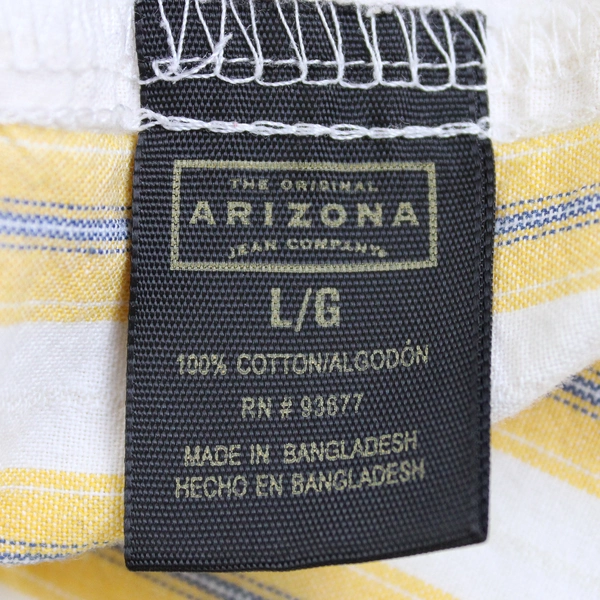 THE ORIGINAL
ARIZONA
JEAN COMPANY®
L/G
100% COTTON/ALGODÓN
RN # 93677
MADE IN BANGLADESH
HECHO EN BANGLADESH